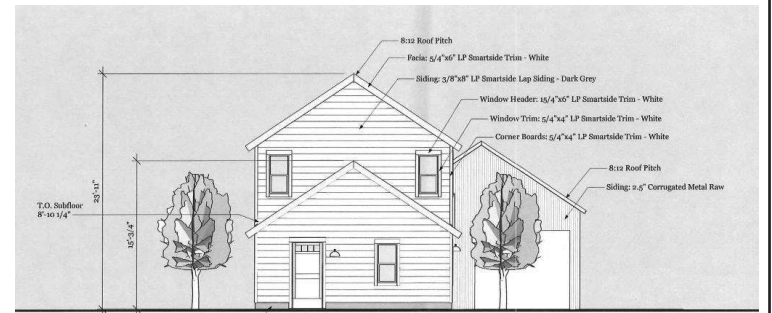 8:12 Roof Pitch
Facia: 5/4"x6" LP Smartside Trim - White
Siding: 3/8"x8" LP Smartside Lap Siding - Dark Grey
Window Header: 15/4"x6" LP Smartside Trim - White
Window Trim: 5/4"x4" LP Smartside Trim - White
Corner Boards: 5/4"x4" LP Smartside Trim - White
8:12 Roof Pitch
Siding: 2.5" Corrugated Metal Raw
23'-11"
T.O. Subfloor
8'-10 1/4"
15'-3/4"